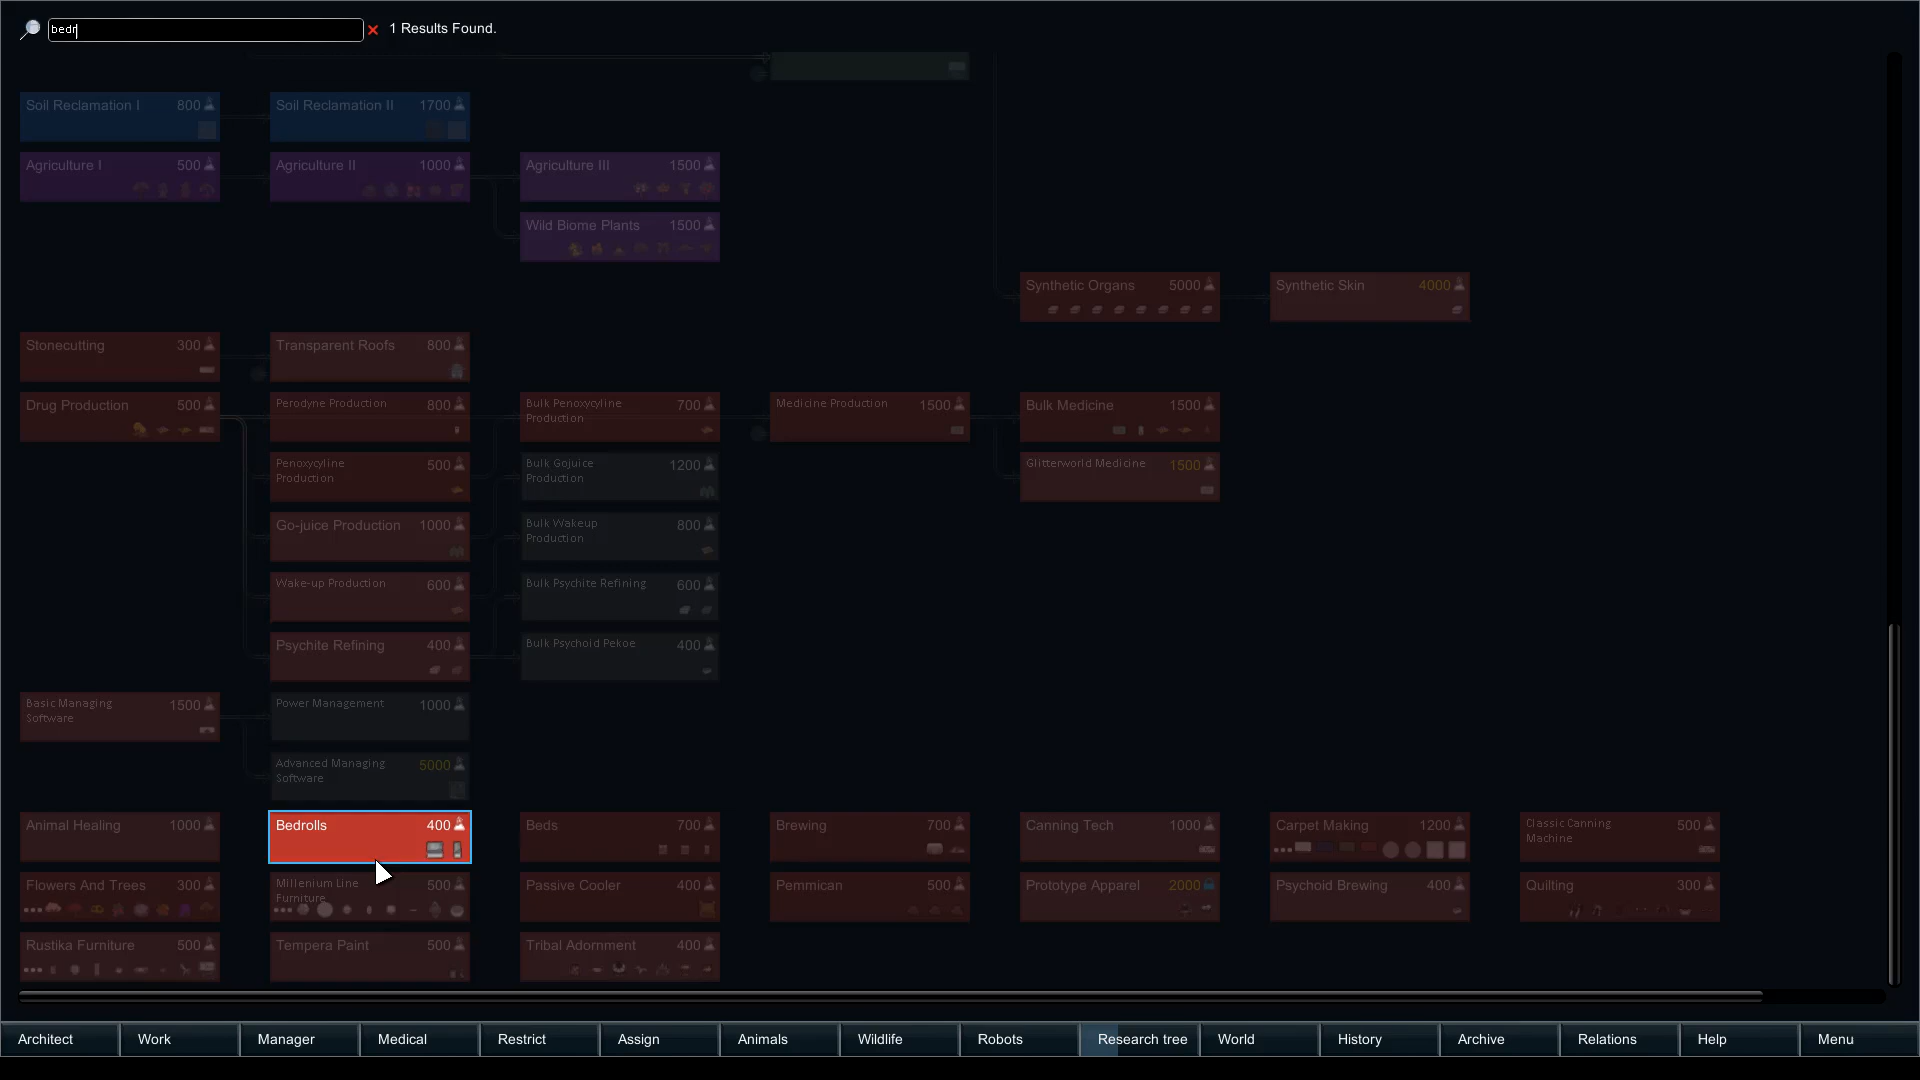 bedr
1 Results Found.
Soil Reclamation I 800
Soil Reclamation II 1700
Agriculture I 500
Agriculture II 1000
Agriculture III 1500
Wild Biome Plants 1500
Synthetic Organs 5000
Synthetic Skin 4000
Stonecutting 300
Transparent Roofs 800
Drug Production 500
Perodyne Production 800
Bulk Penoxycyline
Production 700
Medicine Production 1500
Bulk Medicine 1500
Penoxycyline
Production 500
Bulk Gojuice
Production 1200
Glitterworld Medicine 1500
Go-juice Production 1000
Bulk Wakeup
Production 800
Wake-up Production 600
Bulk Psychite Refining 600
Psychite Refining 400
Bulk Psychoid Pekoe 400
Basic Managing
Software 1500
Power Management 1000
Advanced Managing
Software 5000
Animal Healing 1000
Bedrolls 400
Beds 700
Brewing 700
Canning Tech 1000
Carpet Making 1200
Classic Canning
Machine 500
Flowers And Trees 300
Millenium Line
Furniture 500
Passive Cooler 400
Pemmican 500
Prototype Apparel 2000
Psychoid Brewing 400
Quilting 300
Rustika Furniture 500
Tempera Paint 500
Tribal Adornment 400
Architect
Work
Manager
Medical
Restrict
Assign
Animals
Wildlife
Robots
Research tree
World
History
Archive
Relations
Help
Menu